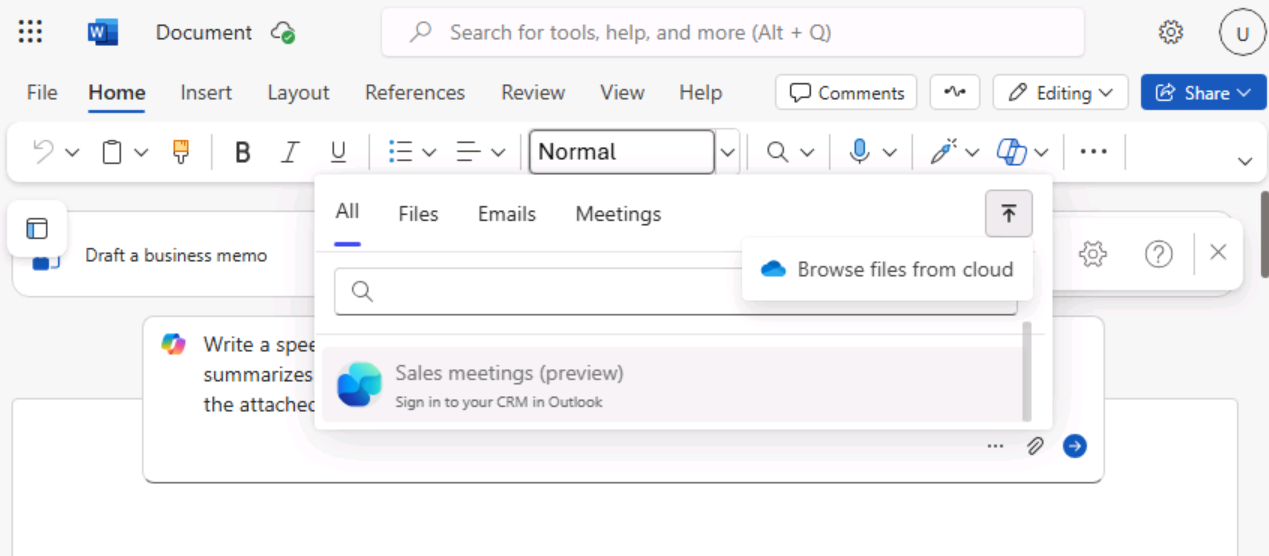 W
Document
Search for tools, help, and more (Alt + Q)
U
File Home Insert Layout References Review View Help
Comments Editing Share
B I U Normal
All Files Emails Meetings
Draft a business memo
Browse files from cloud
Write a spee
summarizes
the attached
Sales meetings (preview)
Sign in to your CRM in Outlook